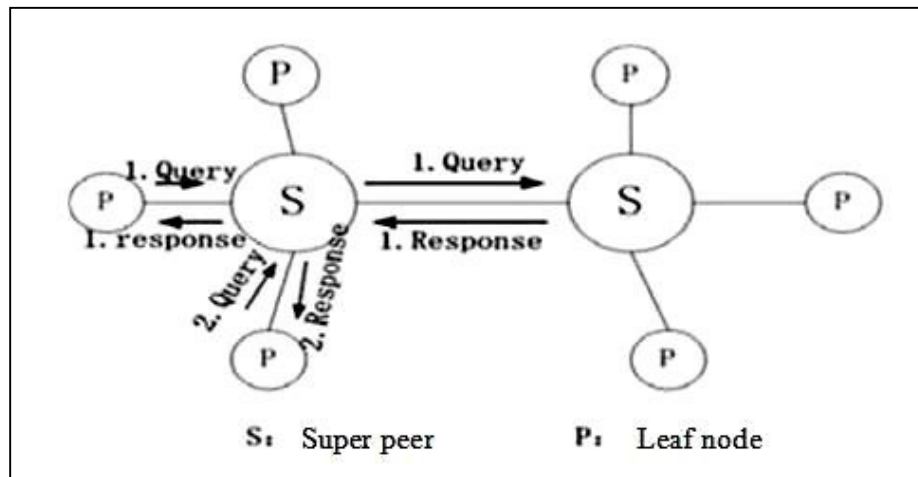 P
P
1. Query
1. Query
P
S
S
P
1. response
1. Response
2. Query
2. Response
P
P
S: Super peer
P: Leaf node